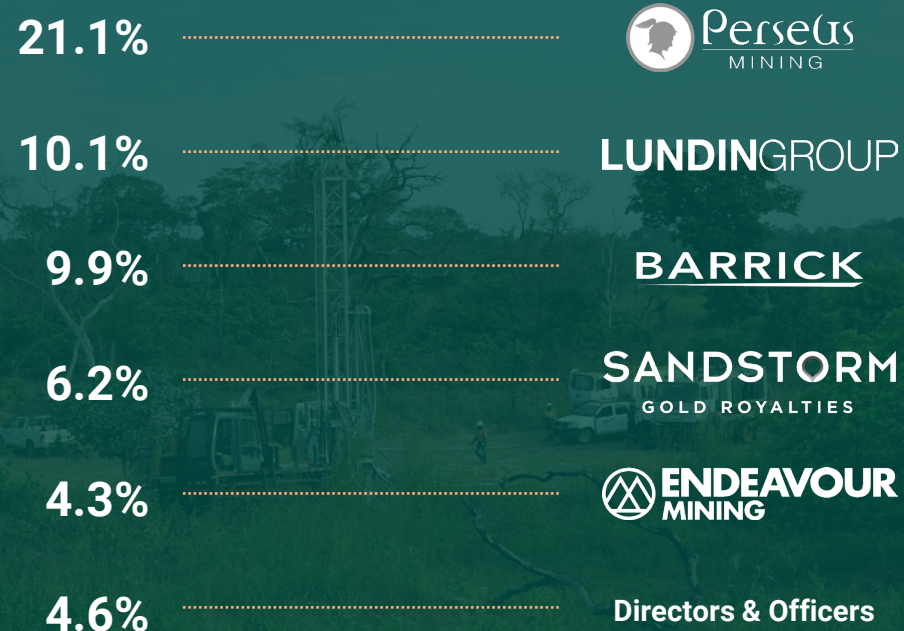 21.1% Perseus
MINING
10.1% LUNDINGROUP
9.9% BARRICK
6.2% SANDSTORM
GOLD ROYALTIES
4.3% ENDEAVOUR
MINING
4.6% Directors & Officers